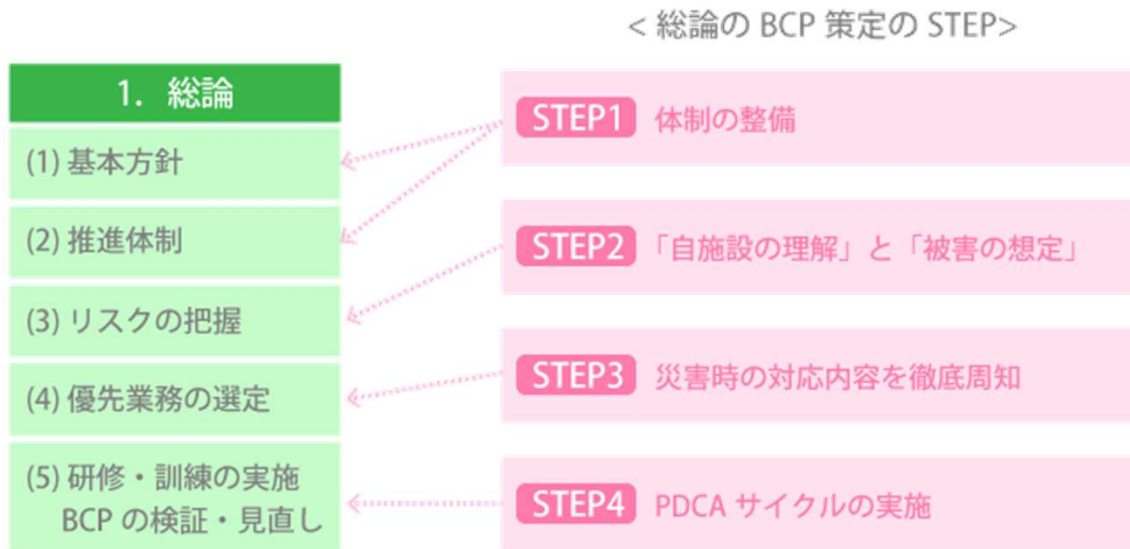 < 総論の BCP 策定の STEP>
1. 総論
(1) 基本方針
(2) 推進体制
(3) リスクの把握
(4) 優先業務の選定
(5) 研修・訓練の実施
BCP の検証・見直し
STEP1 体制の整備
STEP2 「自施設の理解」と「被害の想定」
STEP3 災害時の対応内容を徹底周知
STEP4 PDCA サイクルの実施